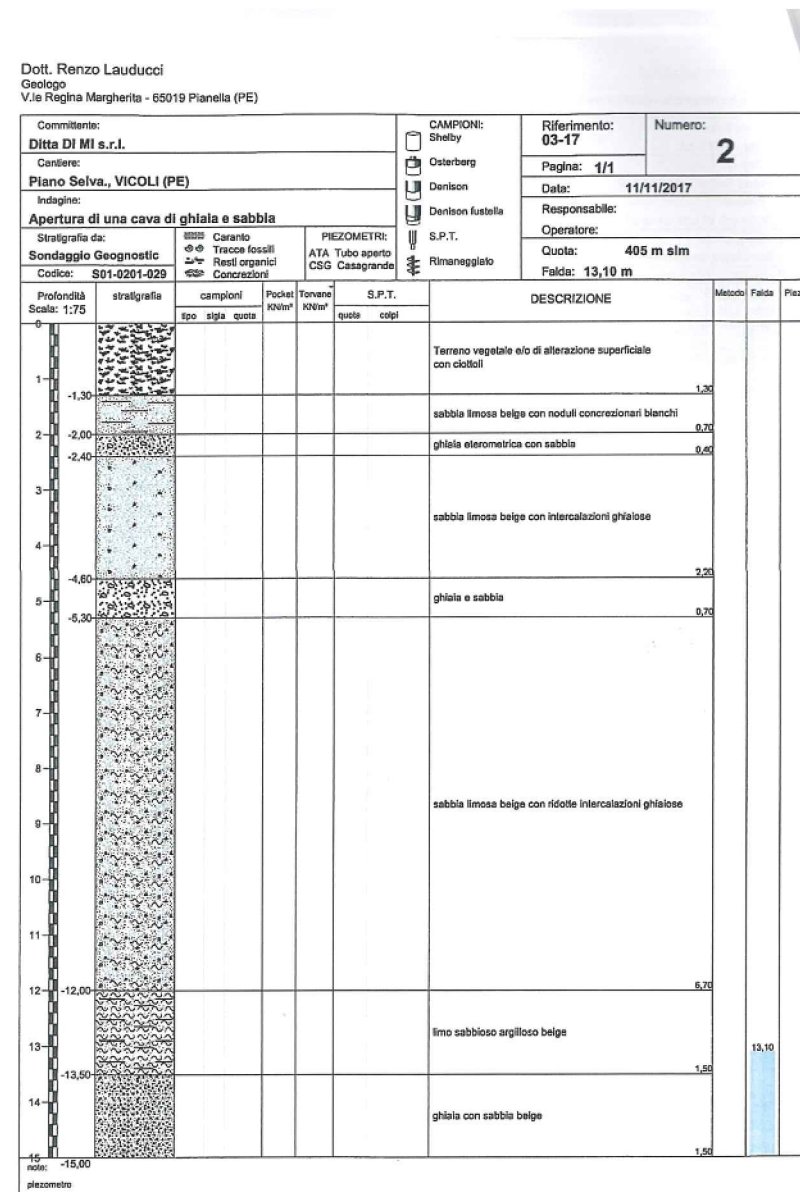 Dott. Renzo Lauducci
Geologo
V.le Regina Margherita - 65019 Pianella (PE)
Committente:
Ditta DI MI s.r.l.
Cantiere:
Piano Selva., VICOLI (PE)
Indagine:
Apertura di una cava di ghiaia e sabbia
CAMPIONI:
Shelby
Osterberg
Denison
Denison fustella
S.P.T.
Rimaneggiato
Riferimento:
03-17
Numero:
2
Pagina: 1/1
Data: 11/11/2017
Responsabile:
Operatore:
Quota: 405 m slm
Falda: 13,10 m
Stratigrafia da:
Sondaggio Geognostic
Codice: S01-0201-029
Caranto
Tracce fossili
Resti organici
Concrezioni
PIEZOMETRI:
ATA Tubo aperto
CSG Casagrande
Profondità
Scala: 1:75
stratigrafia
campioni
tipo sigla quota
Pocket
KN/m²
Torvane
KN/m²
S.P.T.
quota colpi
DESCRIZIONE
Metodo
Falda
Piez
0
Terreno vegetale e/o di alterazione superficiale
con ciottoli
1
-1,30 1,30
sabbia limosa beige con noduli concrezionari bianchi
0,70
2 -2,00
ghiaia eterometrica con sabbia
-2,40 0,40
3
sabbia limosa beige con intercalazioni ghiaiose
4
-4,60 2,20
ghiaia e sabbia
5
-5,30 0,70
6
7
8
sabbia limosa beige con ridotte intercalazioni ghiaiose
9
10
11
12 -12,00 6,70
limo sabbioso argilloso beige
13 13,10
-13,50 1,50
14
ghiaia con sabbia beige
15 -15,00 1,50
note:
piezometro